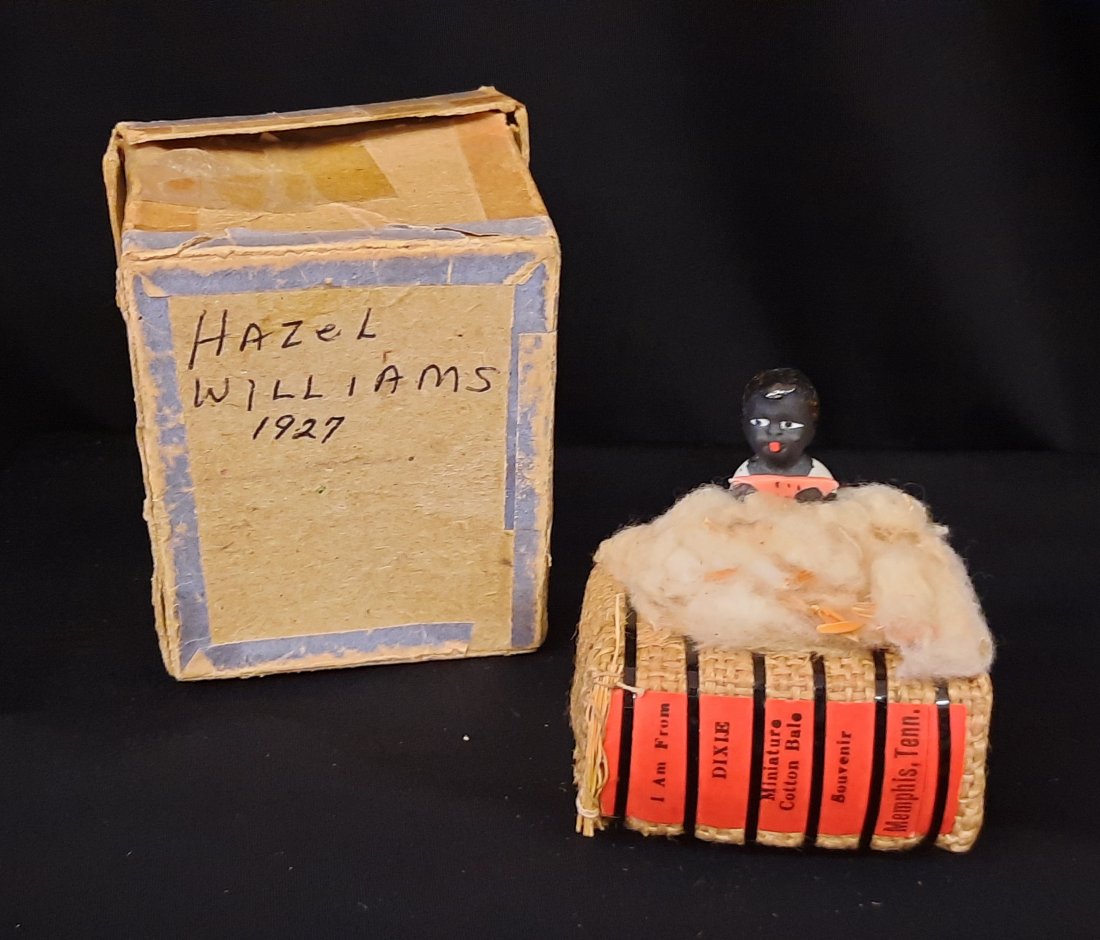 HAZeL
WILLIAMS
1927
I Am From
DIXIE
Miniature
Cotton Bale
Souvenir
Memphis, Tenn.